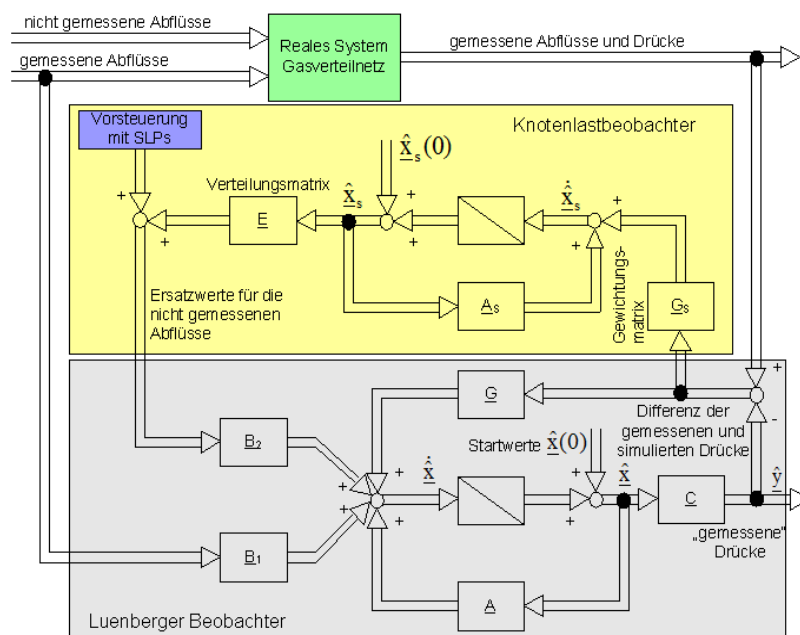 nicht gemessene Abflüsse
gemessene Abflüsse
Reales System
Gasverteilnetz
gemessene Abflüsse und Drücke
Vorsteuerung
mit SLPs
Knotenlastbeobachter
x̂s(0)
+
+
Verteilungsmatrix
E
x̂s
+
+
ẋ̂s
+
+
As
Gewichtungs-
matrix
Gs
Ersatzwerte für die
nicht gemessenen
Abflüsse
G
+
-
Differenz der
gemessenen und
simulierten Drücke
B2
Startwerte x̂(0)
+
+
+
ẋ̂
+
+
x̂
C
ŷ
„gemessene"
Drücke
B1
+
+
A
Luenberger Beobachter